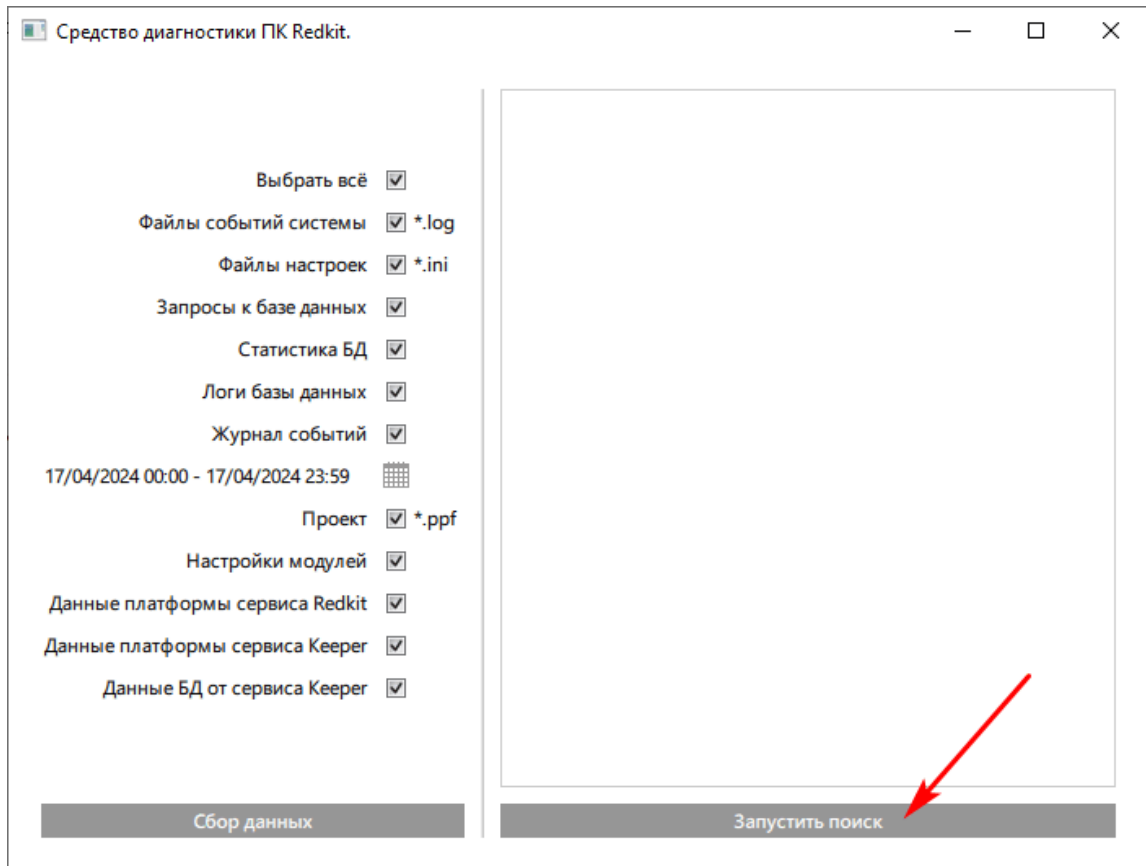 Средство диагностики ПК Redkit.
Выбрать всё
Файлы событий системы *.log
Файлы настроек *.ini
Запросы к базе данных
Статистика БД
Логи базы данных
Журнал событий
17/04/2024 00:00 - 17/04/2024 23:59
Проект *.ppf
Настройки модулей
Данные платформы сервиса Redkit
Данные платформы сервиса Keeper
Данные БД от сервиса Keeper
Сбор данных
Запустить поиск